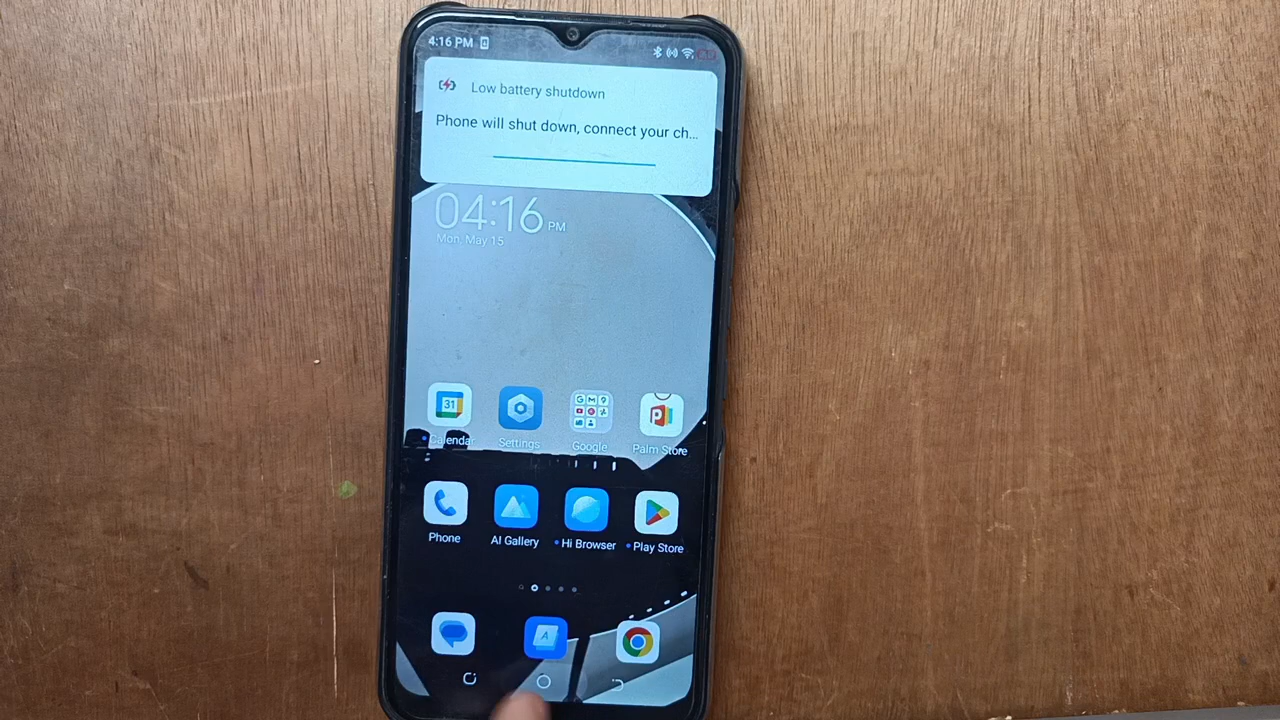 4:16 PM
Low battery shutdown
Phone will shut down, connect your ch...
04:16 PM
Mon, May 15
31
G M
Calendar Settings Google Palm Store
Phone AI Gallery Hi Browser Play Store
A